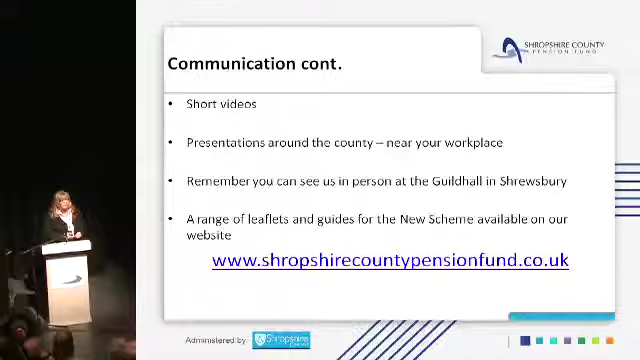 SHROPSHIRE COUNTY
PENSION FUND
Communication cont.
• Short videos
• Presentations around the county – near your workplace
• Remember you can see us in person at the Guildhall in Shrewsbury
• A range of leaflets and guides for the New Scheme available on our
website
www.shropshirecountypensionfund.co.uk
Administered by
Shropshire
Council